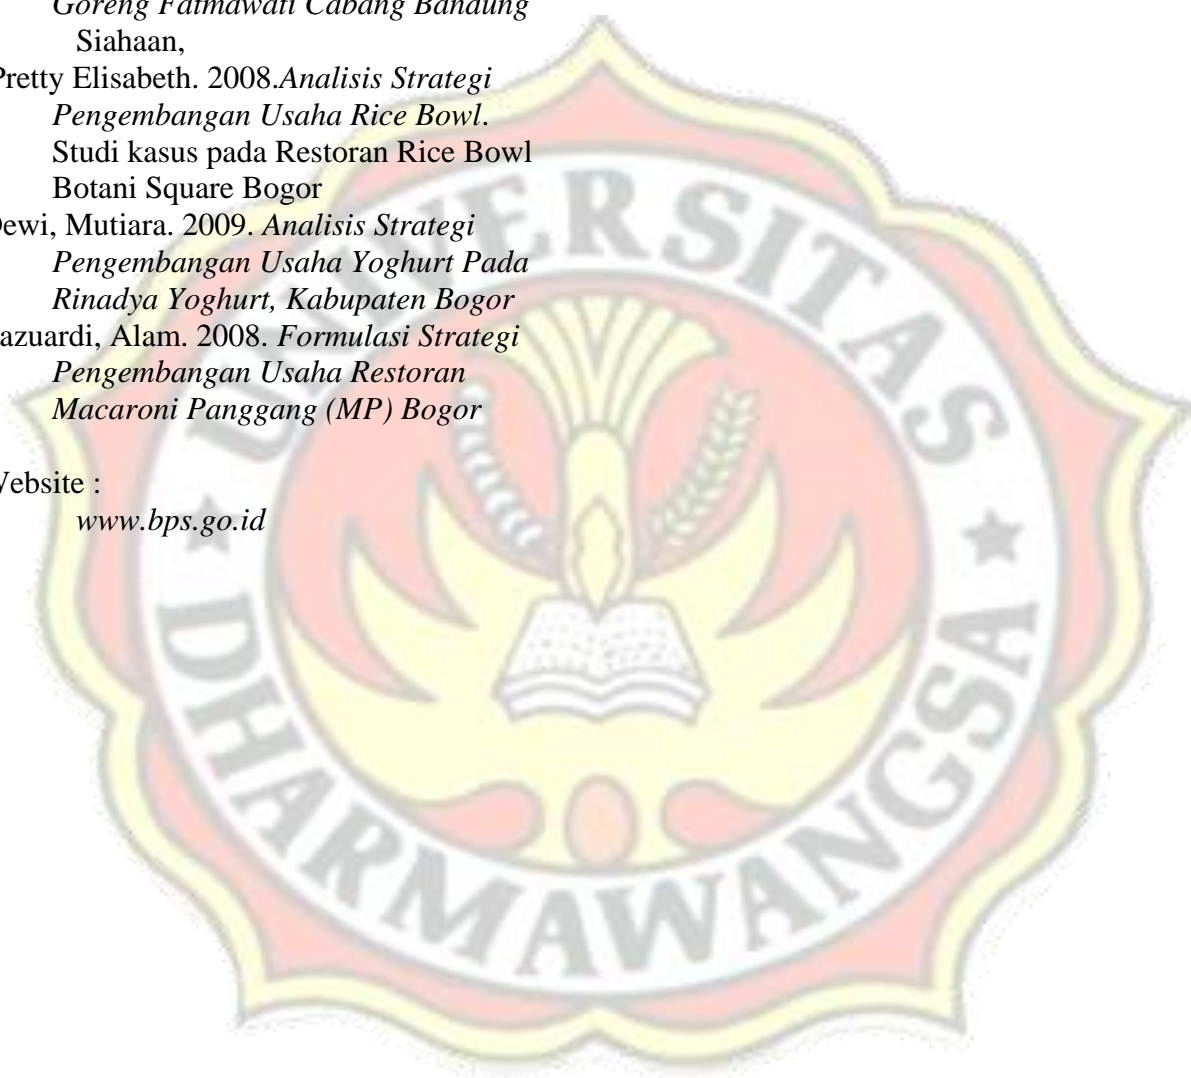 Goreng Fatmawati Cabang Bandung
Siahaan,
Pretty Elisabeth. 2008.Analisis Strategi
Pengembangan Usaha Rice Bowl.
Studi kasus pada Restoran Rice Bowl
Botani Square Bogor
Dewi, Mutiara. 2009. Analisis Strategi
Pengembangan Usaha Yoghurt Pada
Rinadya Yoghurt, Kabupaten Bogor
azuardi, Alam. 2008. Formulasi Strategi
Pengembangan Usaha Restoran
Macaroni Panggang (MP) Bogor
Website :
www.bps.go.id
UNIVERSITAS
DHARMAWANGSA